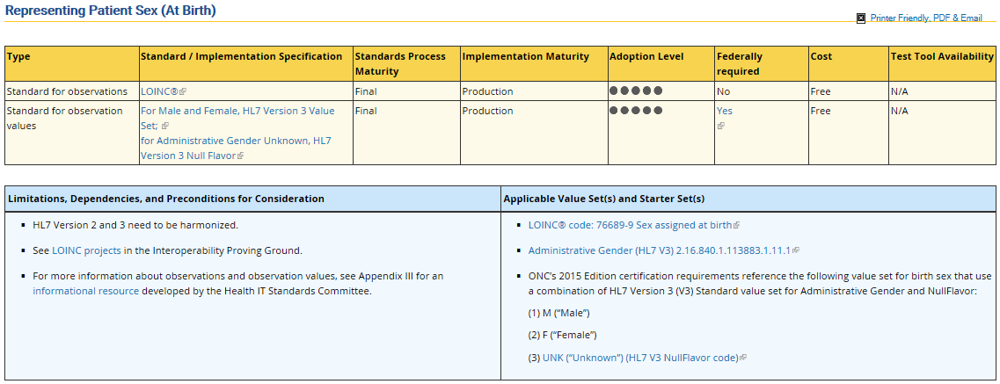 Representing Patient Sex (At Birth)
Printer Friendly, PDF & Email
Type Standard / Implementation Specification Standards Process Maturity Implementation Maturity Adoption Level Federally required Cost Test Tool Availability
Standard for observations LOINC® Final Production No Free N/A
Standard for observation values For Male and Female, HL7 Version 3 Value Set; for Administrative Gender Unknown, HL7 Version 3 Null Flavor Final Production Yes Free N/A
Limitations, Dependencies, and Preconditions for Consideration
HL7 Version 2 and 3 need to be harmonized.
See LOINC projects in the Interoperability Proving Ground.
For more information about observations and observation values, see Appendix III for an
informational resource developed by the Health IT Standards Committee.
Applicable Value Set(s) and Starter Set(s)
LOINC® code: 76689-9 Sex assigned at birth
Administrative Gender (HL7 V3) 2.16.840.1.113883.1.11.1
ONC's 2015 Edition certification requirements reference the following value set for birth sex that use
a combination of HL7 Version 3 (V3) Standard value set for Administrative Gender and NullFlavor:
(1) M (“Male”)
(2) F (“Female”)
(3) UNK (“Unknown”) (HL7 V3 NullFlavor code)